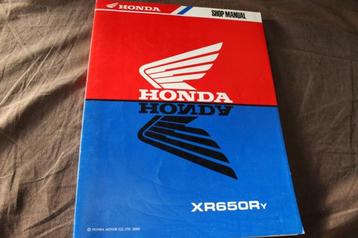 HONDA
SHOP MANUAL
HONDA
HONDA
XR650RY
© HONDA MOTOR CO., LTD. 2000